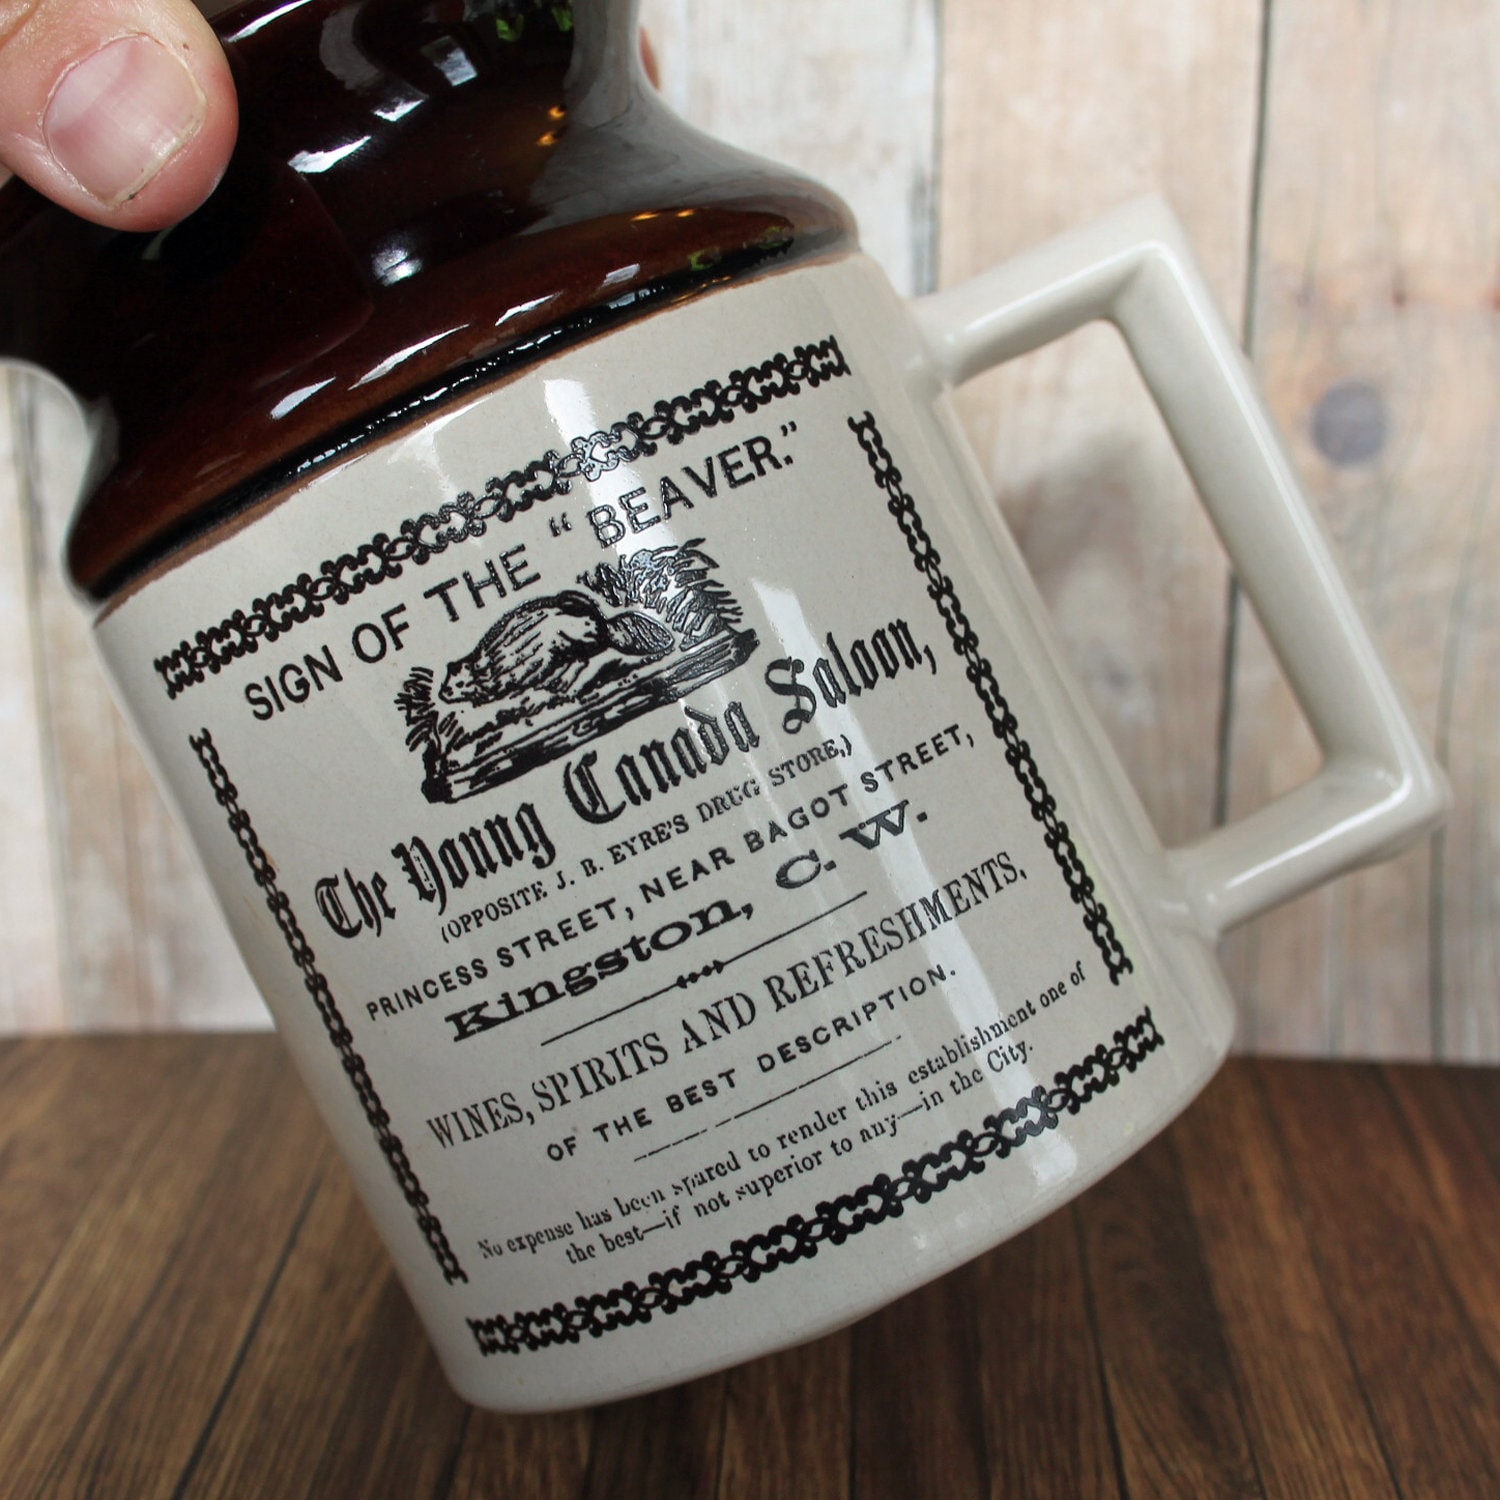 SIGN OF THE “ BEAVER.”
The Young Canada Saloon,
(OPPOSITE J. B. EYRE'S DRUG STORE,)
PRINCESS STREET, NEAR BAGOT STREET,
Kingston, C. W.
WINES, SPIRITS AND REFRESHMENTS,
OF THE BEST DESCRIPTION.
No expense has been spared to render this establishment one of
the best—if not superior to any—in the City.